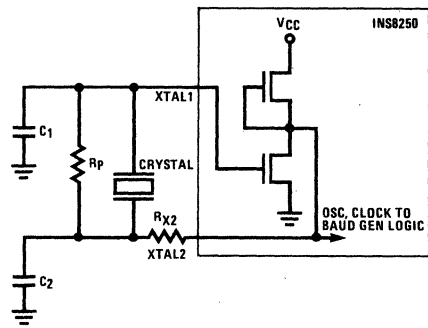 INS8250
VCC
XTAL1
C1
RP
CRYSTAL
RX2
XTAL2
OSC, CLOCK TO
BAUD GEN LOGIC
C2